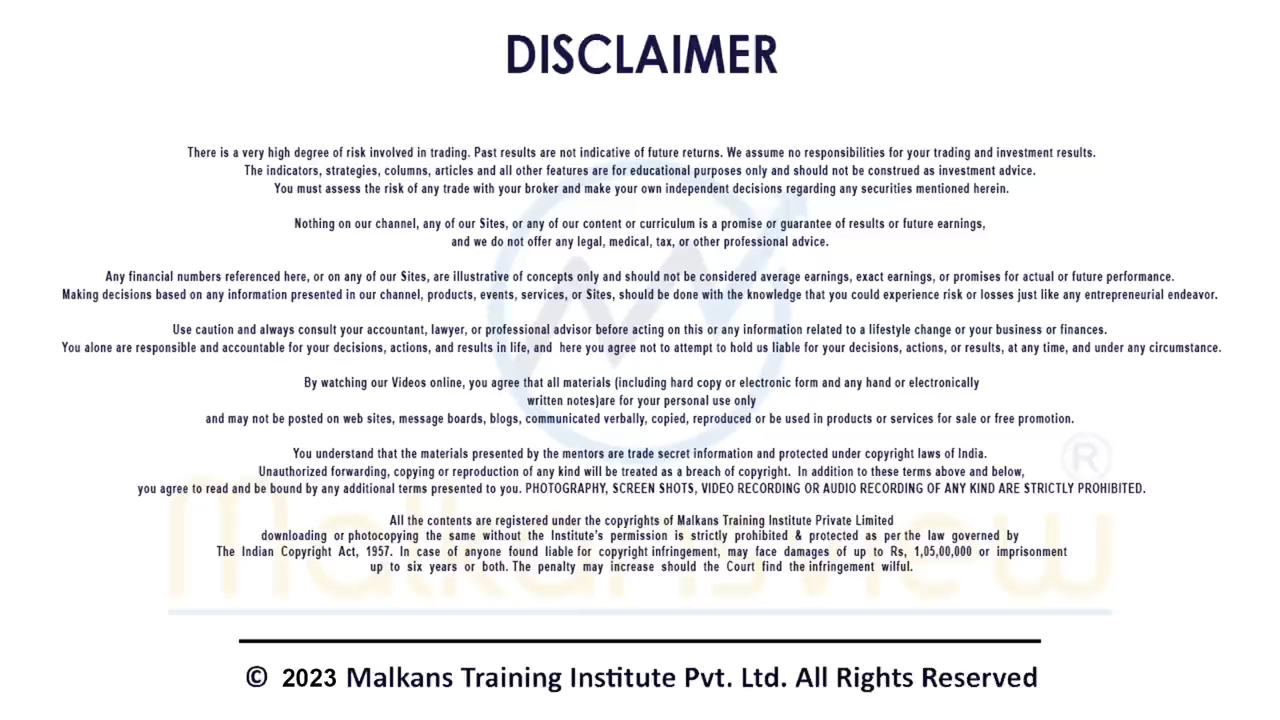 DISCLAIMER
There is a very high degree of risk involved in trading. Past results are not indicative of future returns. We assume no responsibilities for your trading and investment results.
The indicators, strategies, columns, articles and all other features are for educational purposes only and should not be construed as investment advice.
You must assess the risk of any trade with your broker and make your own independent decisions regarding any securities mentioned herein.
Nothing on our channel, any of our Sites, or any of our content or curriculum is a promise or guarantee of results or future earnings,
and we do not offer any legal, medical, tax, or other professional advice.
Any financial numbers referenced here, or on any of our Sites, are illustrative of concepts only and should not be considered average earnings, exact earnings, or promises for actual or future performance.
Making decisions based on any information presented in our channel, products, events, services, or Sites, should be done with the knowledge that you could experience risk or losses just like any entrepreneurial endeavor.
Use caution and always consult your accountant, lawyer, or professional advisor before acting on this or any information related to a lifestyle change or your business or finances.
You alone are responsible and accountable for your decisions, actions, and results in life, and here you agree not to attempt to hold us liable for your decisions, actions, or results, at any time, and under any circumstance.
By watching our Videos online, you agree that all materials (including hard copy or electronic form and any hand or electronically
written notes)are for your personal use only
and may not be posted on web sites, message boards, blogs, communicated verbally, copied, reproduced or be used in products or services for sale or free promotion.
You understand that the materials presented by the mentors are trade secret information and protected under copyright laws of India.
Unauthorized forwarding, copying or reproduction of any kind will be treated as a breach of copyright. In addition to these terms above and below,
you agree to read and be bound by any additional terms presented to you. PHOTOGRAPHY, SCREEN SHOTS, VIDEO RECORDING OR AUDIO RECORDING OF ANY KIND ARE STRICTLY PROHIBITED.
All the contents are registered under the copyrights of Malkans Training Institute Private Limited
downloading or photocopying the same without the Institute's permission is strictly prohibited & protected as per the law governed by
The Indian Copyright Act, 1957. In case of anyone found liable for copyright infringement, may face damages of up to Rs, 1,05,00,000 or imprisonment
up to six years or both. The penalty may increase should the Court find the infringement wilful.
Malkansview ®
© 2023 Malkans Training Institute Pvt. Ltd. All Rights Reserved